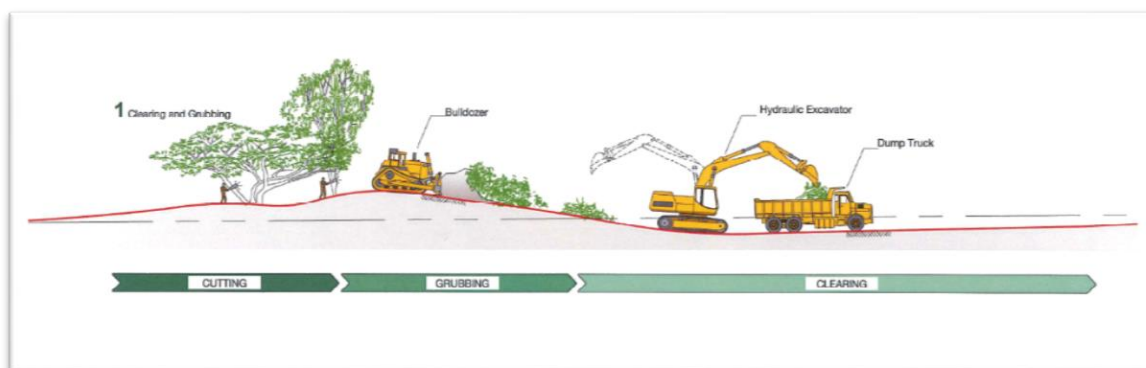 1 Clearing and Grubbing
Bulldozer
Hydraulic Excavator
Dump Truck
CUTTING
GRUBBING
CLEARING